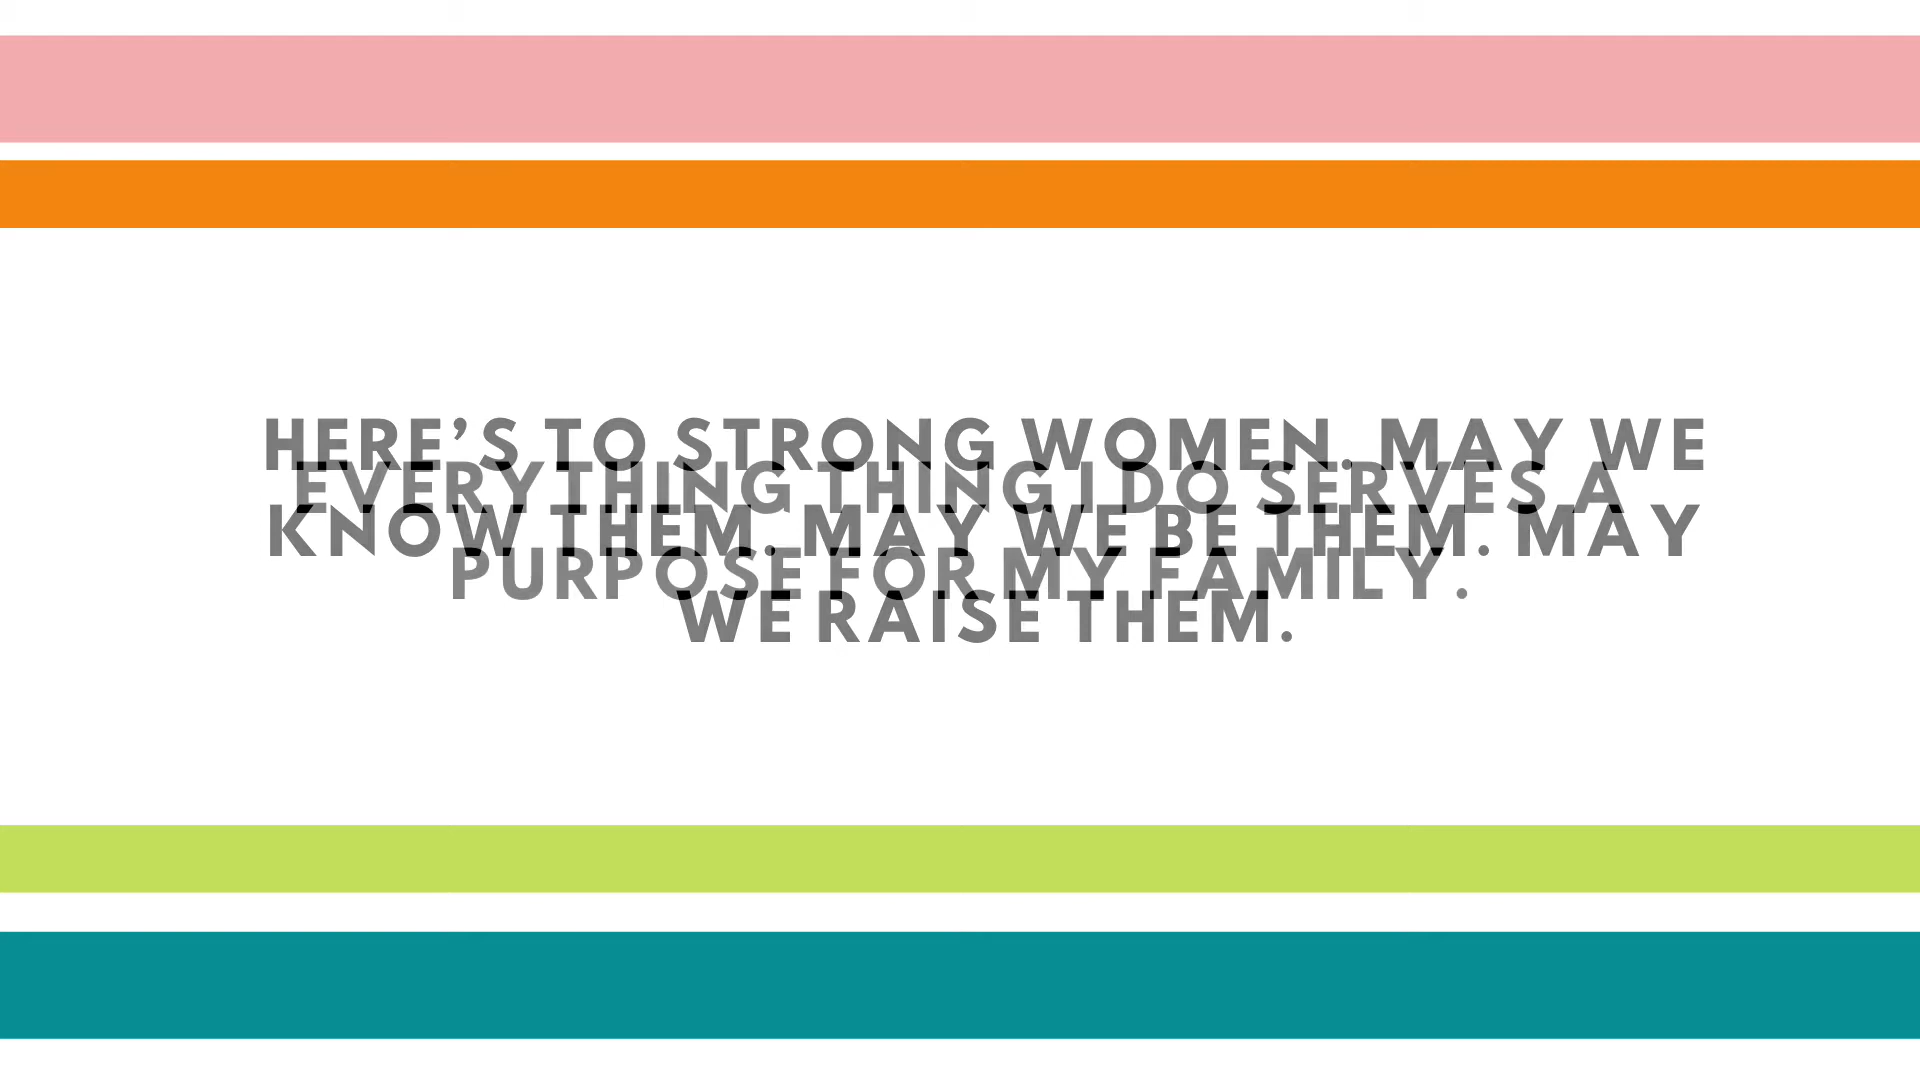 HERE’S TO STRONG WOMEN. MAY WE
EVERYTHING THING I DO SERVES A
KNOW THEM. MAY WE BE THEM. MAY
PURPOSE FOR MY FAMILY.
WE RAISE THEM.